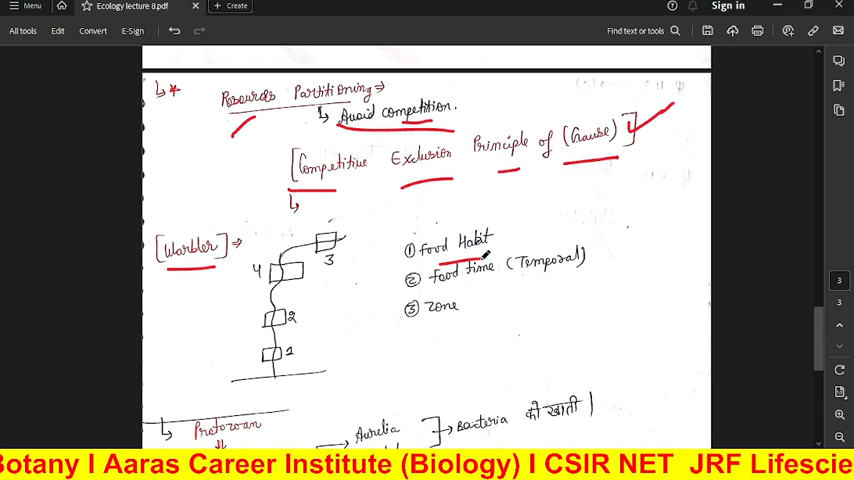 Menu
Ecology lecture 8.pdf
Create
Sign in
All tools
Edit
Convert
E-Sign
Find text or tools
Resources Partitioning ⇒
↳ Avoid competition.
[Competitive Exclusion Principle of (Gause)]
[Warbler] ⇒
4
3
2
1
① Food Habit
② Food time (Temporal)
③ Zone
Protozoan
Aurelia
Bacteria को खाती |
3
3
Botany I Aaras Career Institute (Biology) I CSIR NET JRF Lifescie